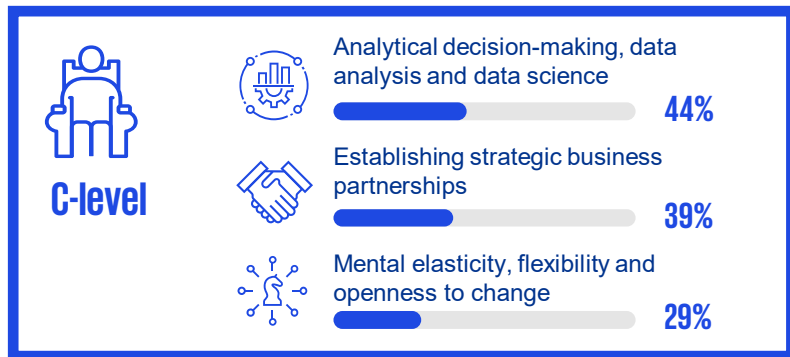 C-level
Analytical decision-making, data
analysis and data science
44%
Establishing strategic business
partnerships
39%
Mental elasticity, flexibility and
openness to change
29%